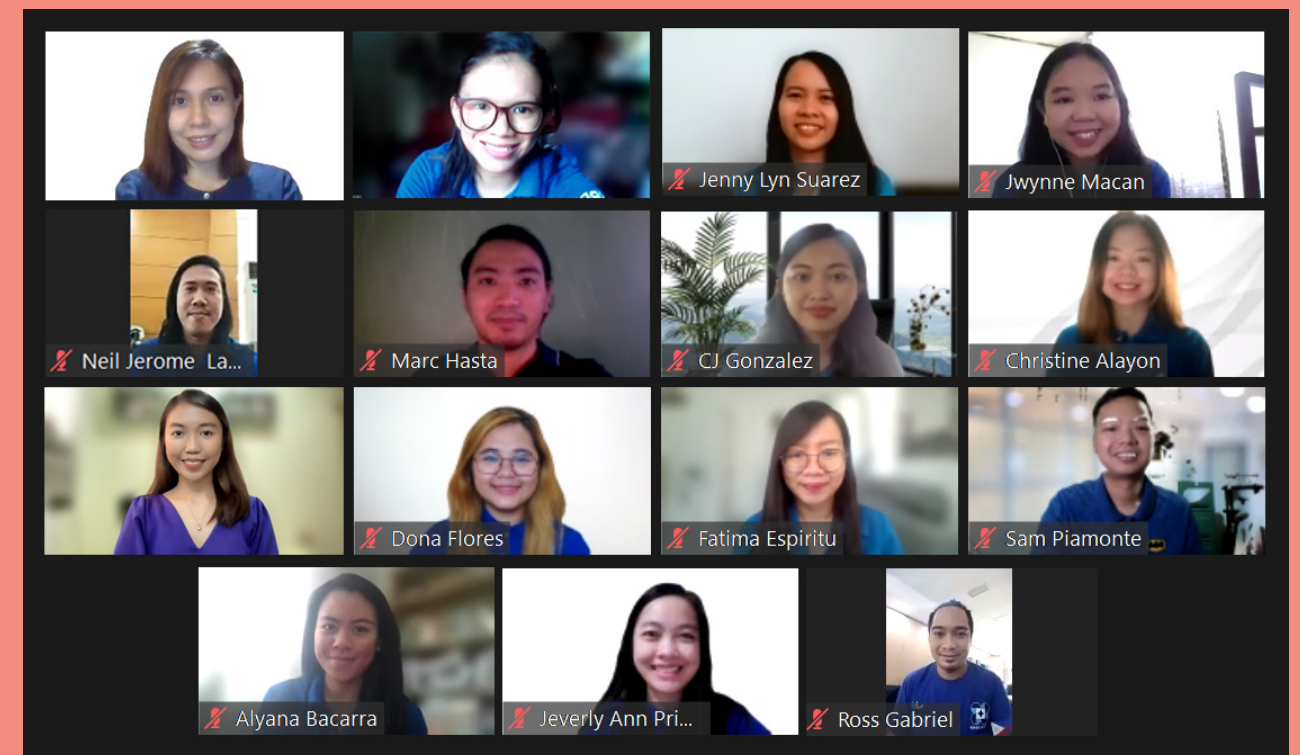 Jenny Lyn Suarez
Jwynne Macan
Neil Jerome La...
Marc Hasta
CJ Gonzalez
Christine Alayon
Dona Flores
Fatima Espiritu
Sam Piamonte
Alyana Bacarra
Jeverly Ann Pri...
Ross Gabriel